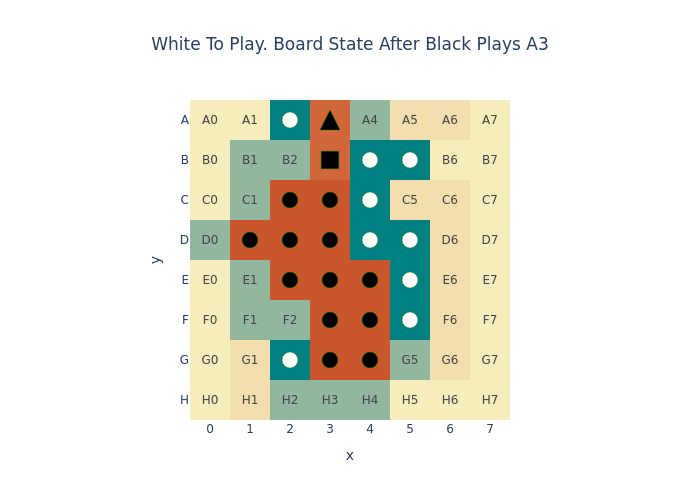 White To Play. Board State After Black Plays A3
A A0 A1 A4 A5 A6 A7
B B0 B1 B2 B6 B7
C C0 C1 C5 C6 C7
D D0 D6 D7
E E0 E1 E6 E7
F F0 F1 F2 F6 F7
G G0 G1 G5 G6 G7
H H0 H1 H2 H3 H4 H5 H6 H7
0 1 2 3 4 5 6 7
x
y